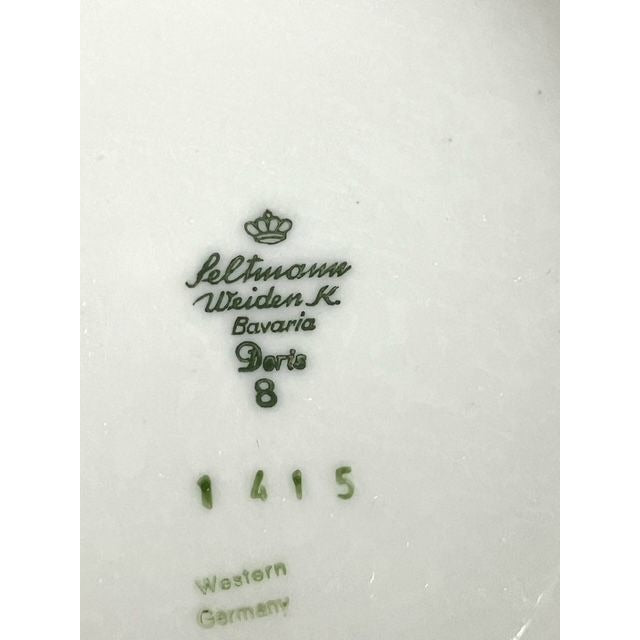 Seltmann
Weiden K.
Bavaria
Doris
8
1 4 1 5
Western
Germany